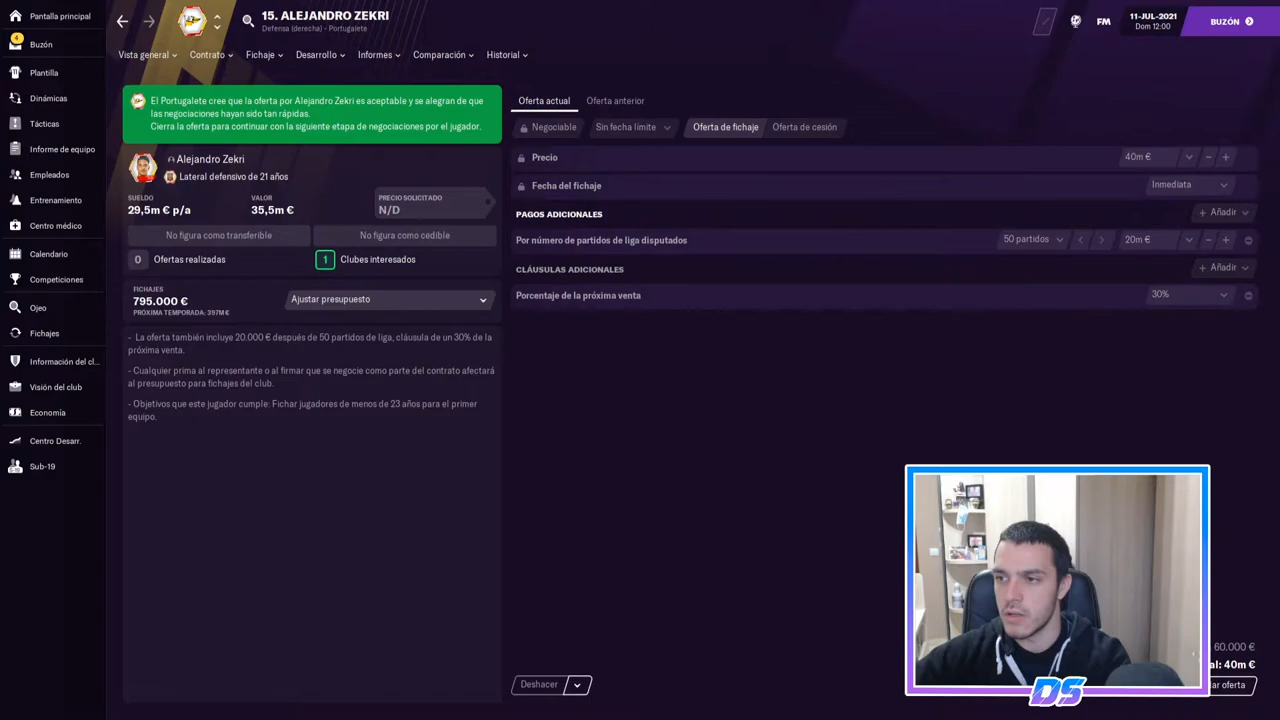 Pantalla principal
4
Buzón
Plantilla
Dinámicas
Tácticas
Informe de equipo
Empleados
Entrenamiento
Centro médico
Calendario
Competiciones
Ojeo
Fichajes
Información del cl...
Visión del club
Economía
Centro Desarr.
Sub-19
15. ALEJANDRO ZEKRI
Defensa (derecha) - Portugalete
FM
11-JUL-2021
Dom 12:00
BUZÓN
Vista general
Contrato
Fichaje
Desarrollo
Informes
Comparación
Historial
El Portugalete cree que la oferta por Alejandro Zekri es aceptable y se alegran de que
las negociaciones hayan sido tan rápidas.
Cierra la oferta para continuar con la siguiente etapa de negociaciones por el jugador.
Alejandro Zekri
Lateral defensivo de 21 años
SUELDO
29,5m € p/a
VALOR
35,5m €
PRECIO SOLICITADO
N/D
No figura como transferible
No figura como cedible
0 Ofertas realizadas
1 Clubes interesados
FICHAJES
795.000 €
PRÓXIMA TEMPORADA: 397M €
Ajustar presupuesto
- La oferta también incluye 20.000 € después de 50 partidos de liga, cláusula de un 30% de la
próxima venta.
- Cualquier prima al representante o al firmar que se negocie como parte del contrato afectará
al presupuesto para fichajes del club.
- Objetivos que este jugador cumple: Fichar jugadores de menos de 23 años para el primer
equipo.
Oferta actual
Oferta anterior
Negociable
Sin fecha límite
Oferta de fichaje
Oferta de cesión
Precio
40m €
Fecha del fichaje
Inmediata
PAGOS ADICIONALES
+ Añadir
Por número de partidos de liga disputados
50 partidos
20m €
CLÁUSULAS ADICIONALES
+ Añadir
Porcentaje de la próxima venta
30%
Deshacer
60.000 €
al: 40m €
ar oferta
DS